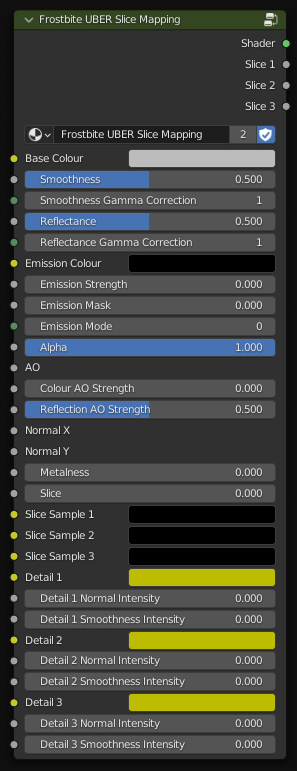 Frostbite UBER Slice Mapping
Shader
Slice 1
Slice 2
Slice 3
Frostbite UBER Slice Mapping 2
Base Colour
Smoothness 0.500
Smoothness Gamma Correction 1
Reflectance 0.500
Reflectance Gamma Correction 1
Emission Colour
Emission Strength 0.000
Emission Mask 0.000
Emission Mode 0
Alpha 1.000
AO
Colour AO Strength 0.000
Reflection AO Strength 0.500
Normal X
Normal Y
Metalness 0.000
Slice 0.000
Slice Sample 1
Slice Sample 2
Slice Sample 3
Detail 1
Detail 1 Normal Intensity 0.000
Detail 1 Smoothness Intensity 0.000
Detail 2
Detail 2 Normal Intensity 0.000
Detail 2 Smoothness Intensity 0.000
Detail 3
Detail 3 Normal Intensity 0.000
Detail 3 Smoothness Intensity 0.000